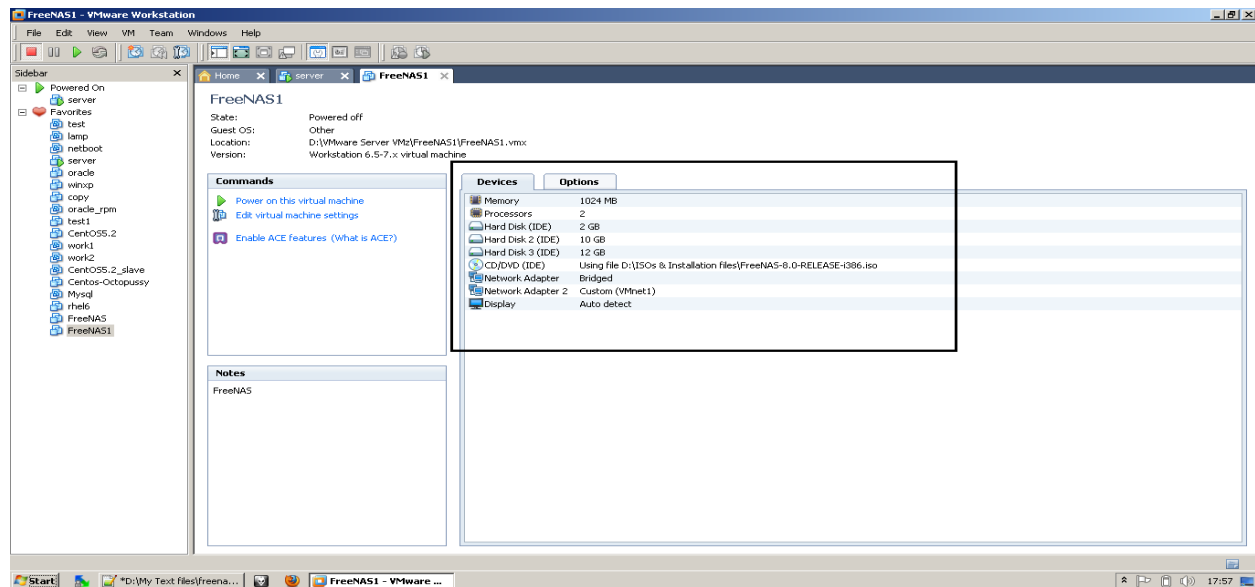 FreeNAS1 - VMware Workstation
File Edit View VM Team Windows Help
Sidebar
Powered On
server
Favorites
test
lamp
netboot
server
oracle
winxp
copy
oracle_rpm
test1
CentOS5.2
work1
work2
CentOS5.2_slave
Centos-Octopussy
Mysql
rhel6
FreeNAS
FreeNAS1
Home server FreeNAS1
FreeNAS1
State: Powered off
Guest OS: Other
Location: D:\VMware Server VMz\FreeNAS1\FreeNAS1.vmx
Version: Workstation 6.5-7.x virtual machine
Commands
Power on this virtual machine
Edit virtual machine settings
Enable ACE features (What is ACE?)
Notes
FreeNAS
Devices Options
Memory 1024 MB
Processors 2
Hard Disk (IDE) 2 GB
Hard Disk 2 (IDE) 10 GB
Hard Disk 3 (IDE) 12 GB
CD/DVD (IDE) Using file D:\ISOs & Installation files\FreeNAS-8.0-RELEASE-i386.iso
Network Adapter Bridged
Network Adapter 2 Custom (VMnet1)
Display Auto detect
Start *D:\My Text files\freena... FreeNAS1 - VMware ... 17:57